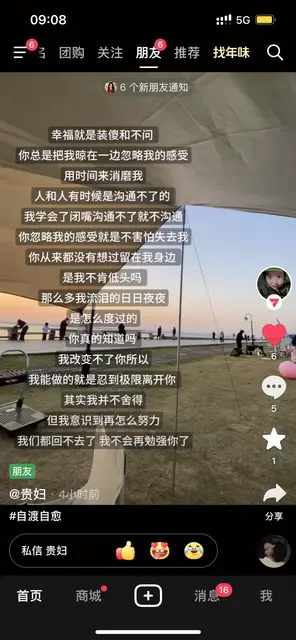 09:08
5G
6
团购
关注
朋友
6
推荐
找年味
6 个新朋友通知
幸福就是装傻和不问
你总是把我晾在一边忽略我的感受
用时间来消磨我
人和人有时候是沟通不了的
我学会了闭嘴沟通不了就不沟通
你忽略我的感受就是不害怕失去我
你从来都没有想过留在我身边
是我不肯低头吗
那么多我流泪的日日夜夜
是怎么度过的
你真的知道吗
我改变不了你所以
我能做的就是忍到极限离开你
其实我并不舍得
但我意识到再怎么努力
我们都回不去了 我不会再勉强你了
6
5
1
分享
朋友
@贵妇 · 4小时前
#自渡自愈
私信 贵妇
首页
商城
消息
16
我